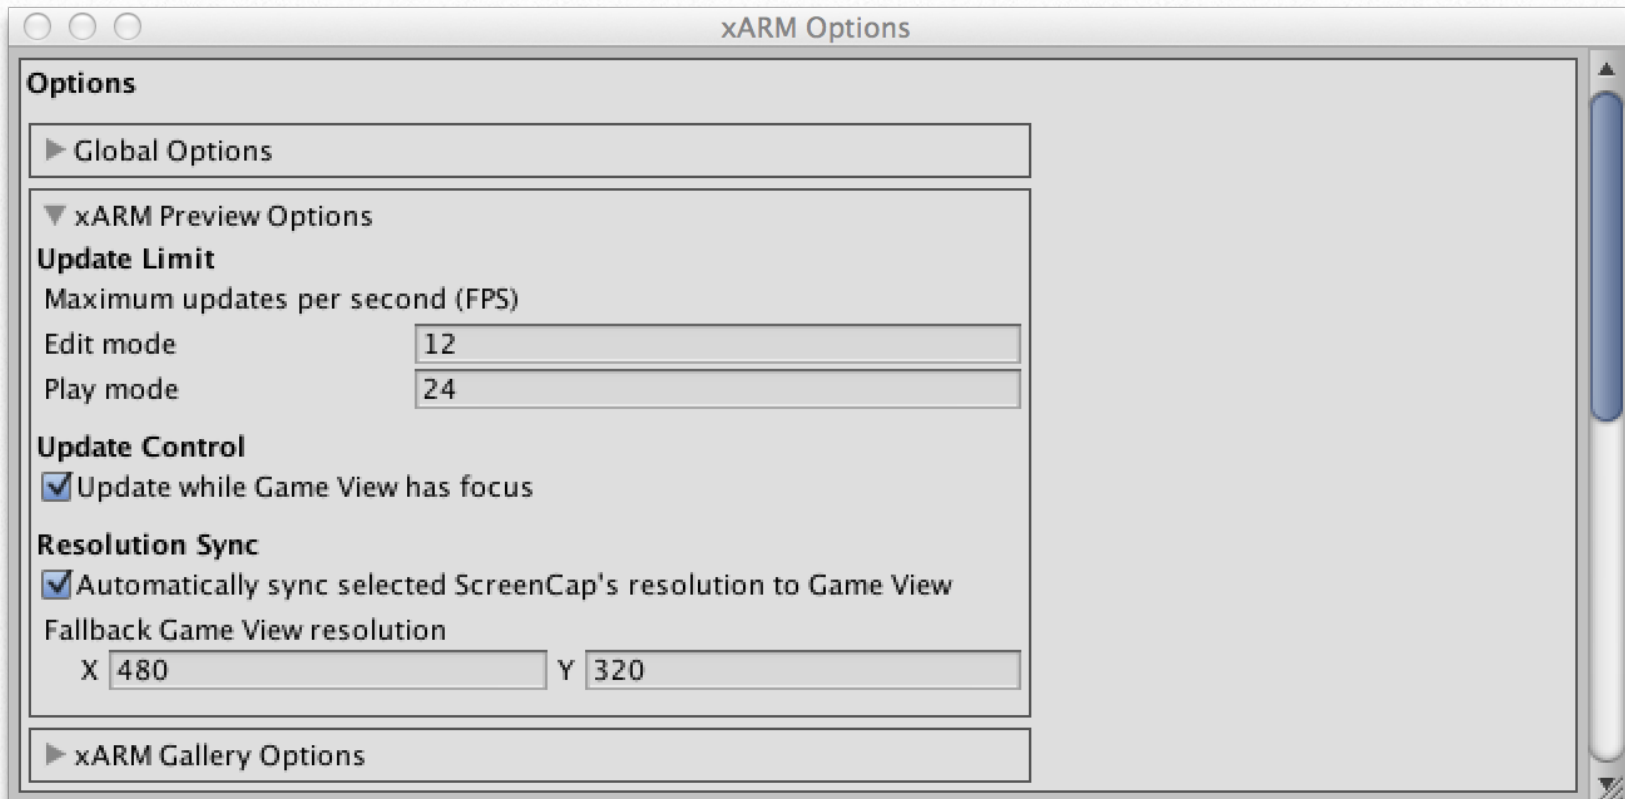 xARM Options
Options
Global Options
xARM Preview Options
Update Limit
Maximum updates per second (FPS)
Edit mode 12
Play mode 24
Update Control
Update while Game View has focus
Resolution Sync
Automatically sync selected ScreenCap's resolution to Game View
Fallback Game View resolution
X 480 Y 320
xARM Gallery Options